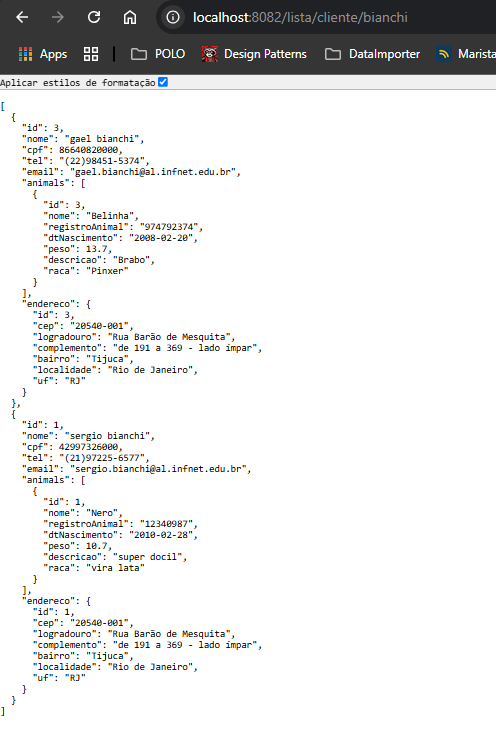 localhost:8082/lista/cliente/bianchi
Apps POLO Design Patterns DataImporter Marista
Aplicar estilos de formatação
[
  {
    "id": 3,
    "nome": "gael bianchi",
    "cpf": 86640820000,
    "tel": "(22)98451-5374",
    "email": "gael.bianchi@al.infnet.edu.br",
    "animals": [
      {
        "id": 3,
        "nome": "Belinha",
        "registroAnimal": "974792374",
        "dtNascimento": "2008-02-20",
        "peso": 13.7,
        "descricao": "Brabo",
        "raca": "Pinxer"
      }
    ],
    "endereco": {
      "id": 3,
      "cep": "20540-001",
      "logradouro": "Rua Barão de Mesquita",
      "complemento": "de 191 a 369 - lado ímpar",
      "bairro": "Tijuca",
      "localidade": "Rio de Janeiro",
      "uf": "RJ"
    }
  },
  {
    "id": 1,
    "nome": "sergio bianchi",
    "cpf": 42997326000,
    "tel": "(21)97225-6577",
    "email": "sergio.bianchi@al.infnet.edu.br",
    "animals": [
      {
        "id": 1,
        "nome": "Nero",
        "registroAnimal": "12340987",
        "dtNascimento": "2010-02-28",
        "peso": 10.7,
        "descricao": "super docil",
        "raca": "vira lata"
      }
    ],
    "endereco": {
      "id": 1,
      "cep": "20540-001",
      "logradouro": "Rua Barão de Mesquita",
      "complemento": "de 191 a 369 - lado ímpar",
      "bairro": "Tijuca",
      "localidade": "Rio de Janeiro",
      "uf": "RJ"
    }
  }
]